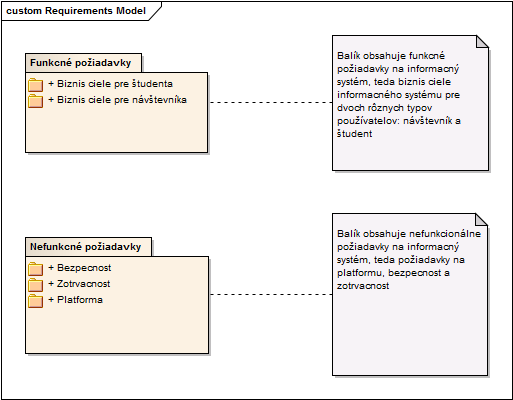 custom Requirements Model
Funkcné požiadavky
+ Biznis ciele pre študenta
+ Biznis ciele pre návštevníka
Balík obsahuje funkcné
požiadavky na informacný
systém, teda biznis ciele
informacného systému pre
dvoch rôznych typov
používatelov: návštevník a
študent
Nefunkcné požiadavky
+ Bezpecnost
+ Zotrvacnost
+ Platforma
Balík obsahuje nefunkcionálne
požiadavky na informacný
systém, teda požiadavky na
platformu, bezpecnost a
zotrvacnost